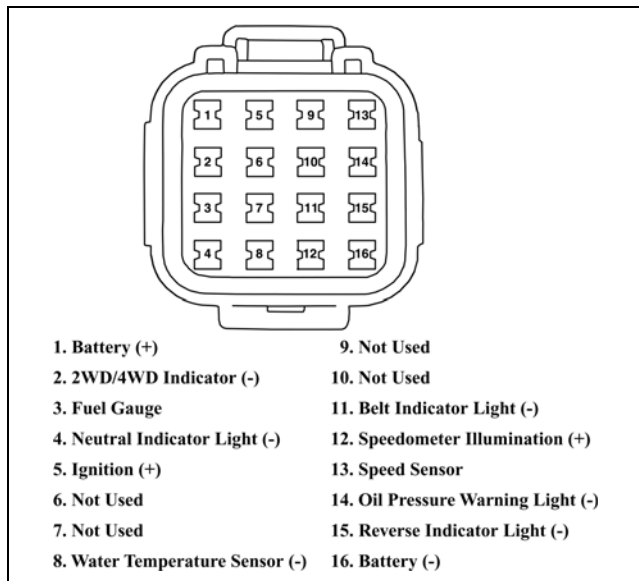 1 5 9 13
2 6 10 14
3 7 11 15
4 8 12 16
1. Battery (+)
2. 2WD/4WD Indicator (-)
3. Fuel Gauge
4. Neutral Indicator Light (-)
5. Ignition (+)
6. Not Used
7. Not Used
8. Water Temperature Sensor (-)
9. Not Used
10. Not Used
11. Belt Indicator Light (-)
12. Speedometer Illumination (+)
13. Speed Sensor
14. Oil Pressure Warning Light (-)
15. Reverse Indicator Light (-)
16. Battery (-)